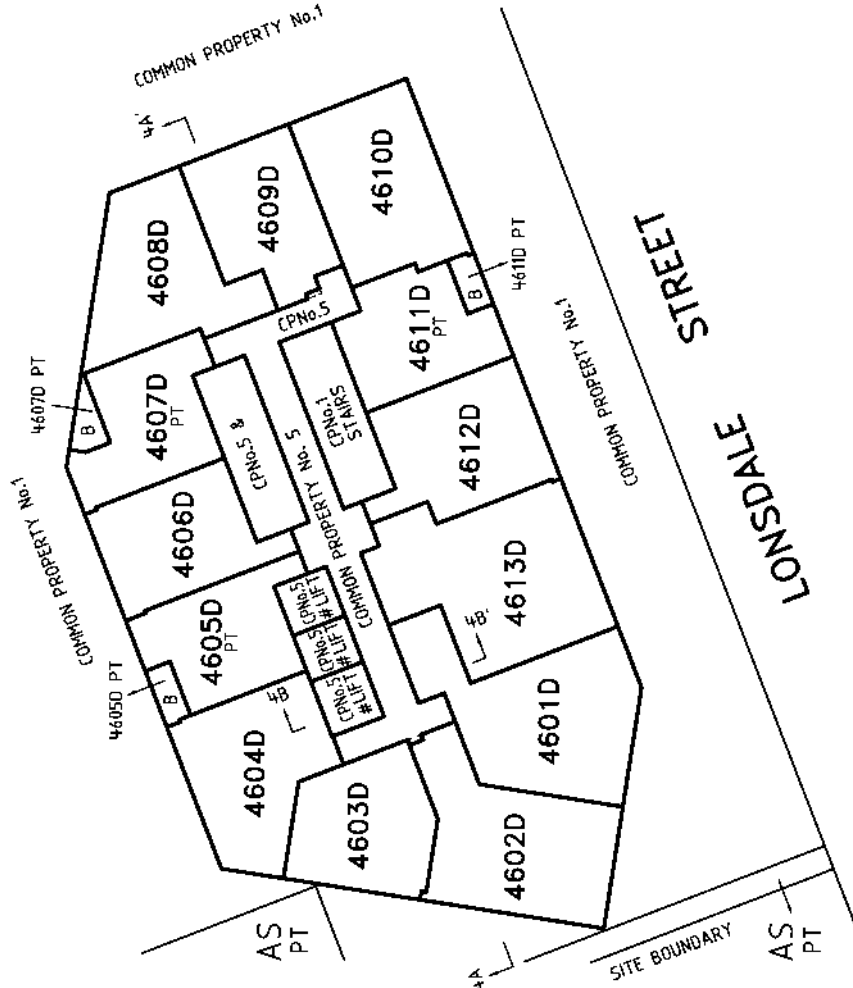 COMMON PROPERTY No.1
4A'
4608D
4609D
4610D
4607D PT
B
4607D
PT
CPNo.5
4611D
PT
B
4611D PT
COMMON PROPERTY No.1
4606D
CPNo.5 &
COMMON PROPERTY No. 5
CPNo.1
STAIRS
4612D
COMMON PROPERTY No.1
LONSDALE STREET
4605D PT
B
4605D
PT
CPNo.5
#LIFT
CPNo.5
#LIFT
CPNo.5
#LIFT
4B
4B'
4613D
4604D
4603D
4602D
4601D
AS
PT
4A
SITE BOUNDARY
AS
PT